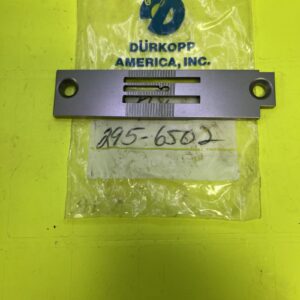 DÜRKOPP
AMERICA, INC.
295-6502